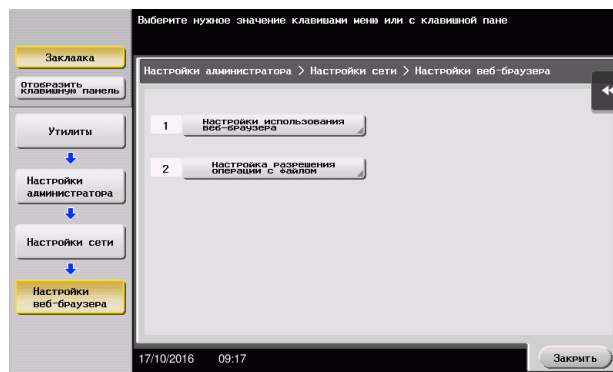 Выберите нужное значение клавишами меню или с клавишной пане
Закладка
Отобразить
клавишную панель
Настройки администратора > Настройки сети > Настройки веб-браузера
Утилиты
Настройки
администратора
Настройки сети
Настройки
веб-браузера
1 Настройки использования
веб-браузера
2 Настройка разрешения
операции с файлом
17/10/2016 09:17
Закрыть